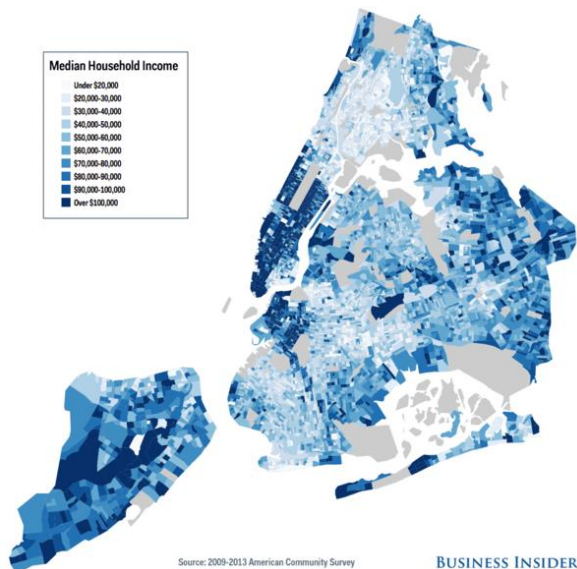 Median Household Income
Under $20,000
$20,000-30,000
$30,000-40,000
$40,000-50,000
$50,000-60,000
$60,000-70,000
$70,000-80,000
$80,000-90,000
$90,000-100,000
Over $100,000
Source: 2009-2013 American Community Survey
BUSINESS INSIDER